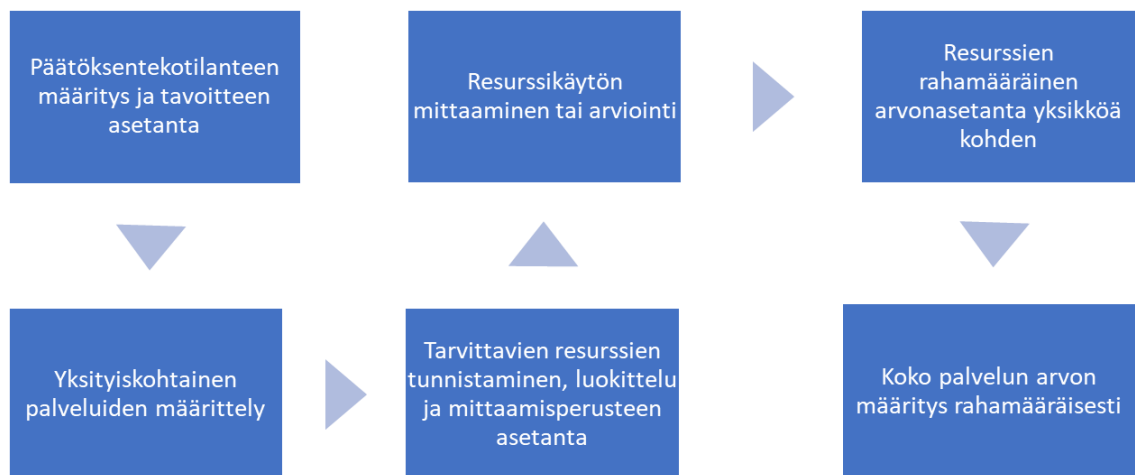 Päätöksentekotilanteen
määritys ja tavoitteen
asetanta
Yksityiskohtainen
palveluiden määrittely
Tarvittavien resurssien
tunnistaminen, luokittelu
ja mittaamisperusteen
asetanta
Resurssikäytön
mittaaminen tai arviointi
Resurssien
rahamääräinen
arvonasetanta yksikköä
kohden
Koko palvelun arvon
määritys rahamääräisesti